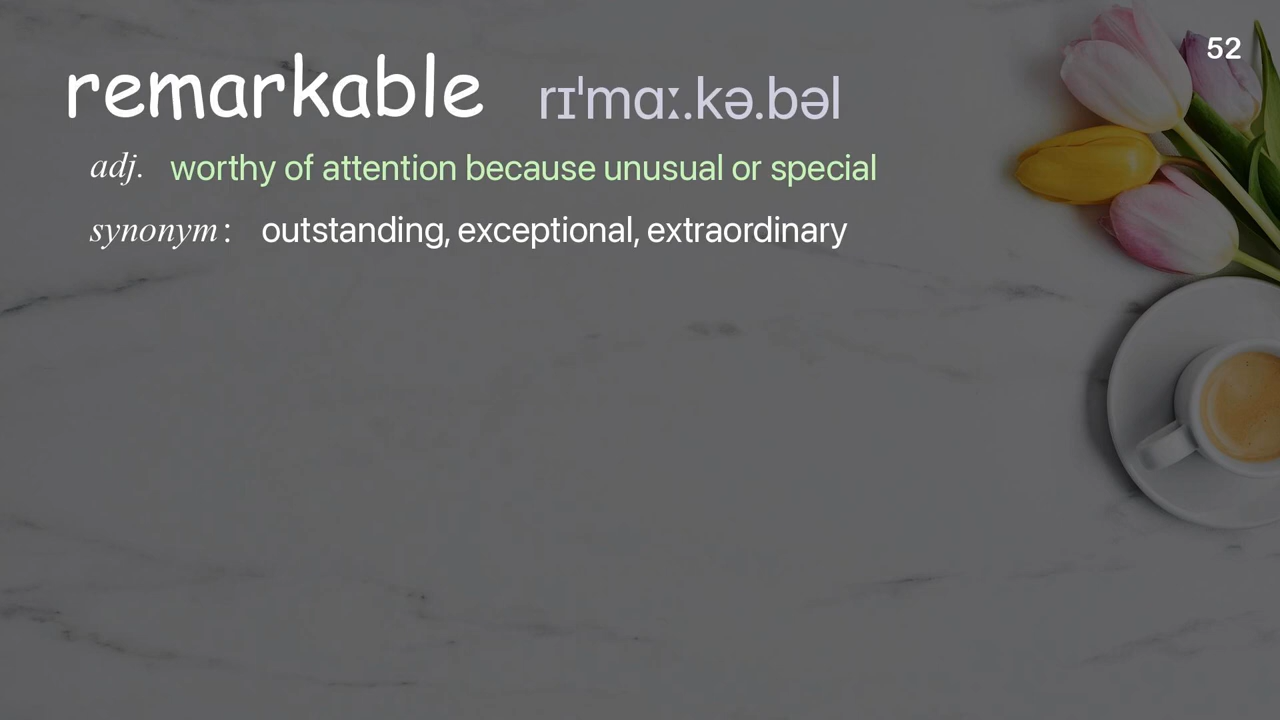 52
remarkable rɪˈmɑː.kə.bəl
adj. worthy of attention because unusual or special
synonym : outstanding, exceptional, extraordinary